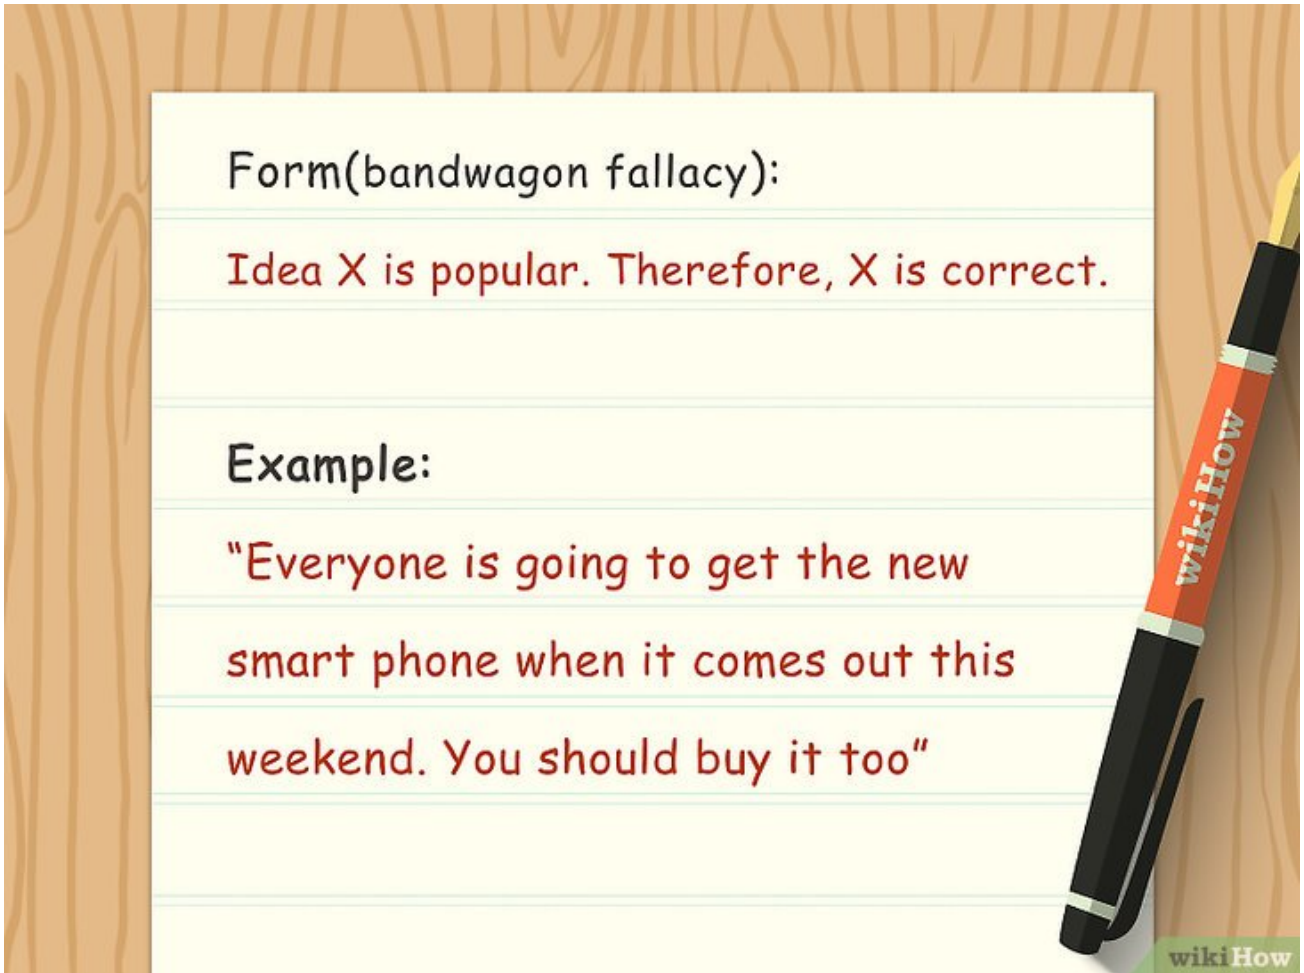 Form(bandwagon fallacy):
Idea X is popular. Therefore, X is correct.
Example:
“Everyone is going to get the new
smart phone when it comes out this
weekend. You should buy it too”
wikiHow
wikiHow